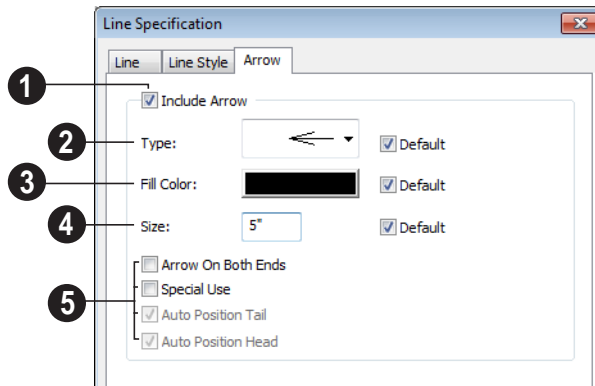 Line Specification
Line
Line Style
Arrow
1
Include Arrow
2
Type:
Default
3
Fill Color:
Default
4
Size:
5"
Default
5
Arrow On Both Ends
Special Use
Auto Position Tail
Auto Position Head